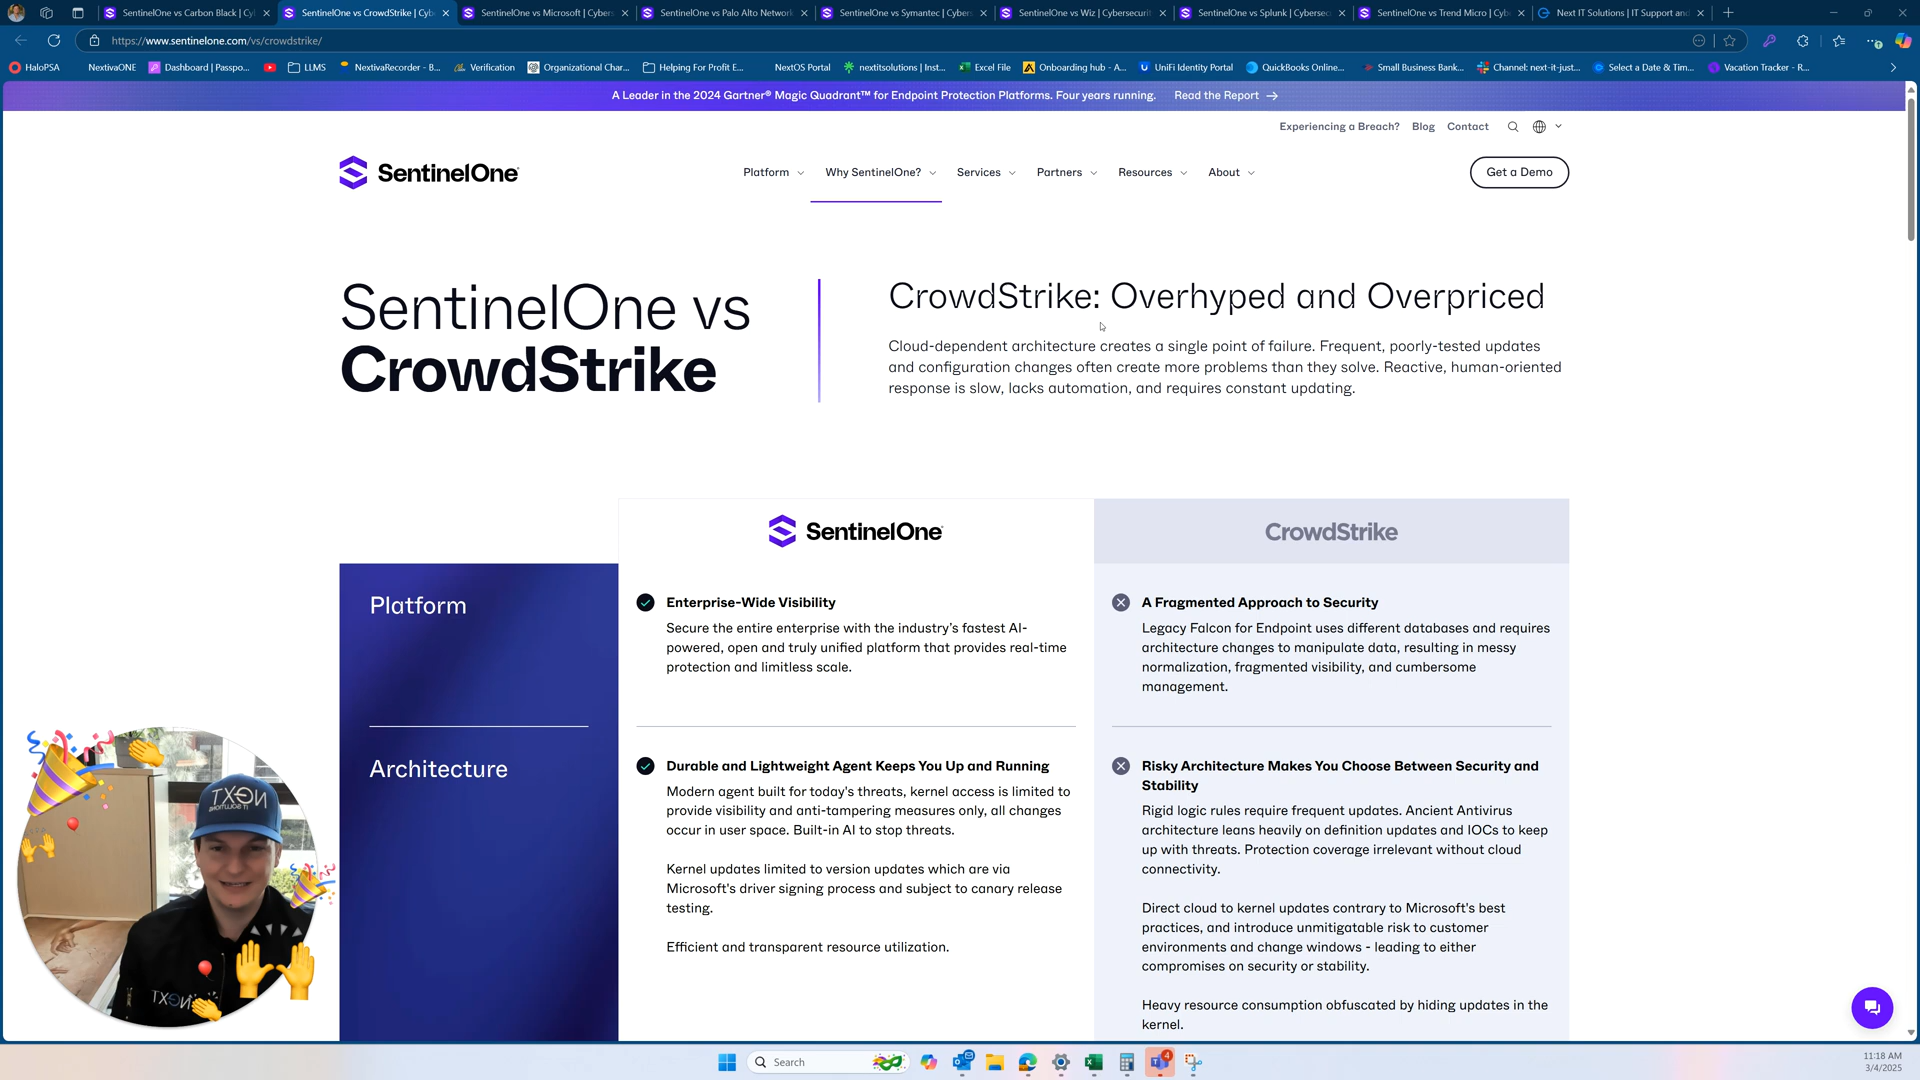 SentinelOne vs Carbon Black | Cyl
SentinelOne vs CrowdStrike | Cyb
SentinelOne vs Microsoft | Cybers
SentinelOne vs Palo Alto Network
SentinelOne vs Symantec | Cybers
SentinelOne vs Wiz | Cybersecurit
SentinelOne vs Splunk | Cybersec
SentinelOne vs Trend Micro | Cyb
Next IT Solutions | IT Support and
https://www.sentinelone.com/vs/crowdstrike/
HaloPSA
NextivaONE
Dashboard | Passpo...
LLMS
NextivaRecorder - B...
Verification
Organizational Char...
Helping For Profit E...
NextOS Portal
nextitsolutions | Inst...
Excel File
Onboarding hub - A...
UniFi Identity Portal
QuickBooks Online...
Small Business Bank...
Channel: next-it-just...
Select a Date & Tim...
Vacation Tracker - R...
A Leader in the 2024 Gartner® Magic Quadrant™ for Endpoint Protection Platforms. Four years running. Read the Report →
Experiencing a Breach? Blog Contact
SentinelOne
Platform Why SentinelOne? Services Partners Resources About
Get a Demo
SentinelOne vs
CrowdStrike
CrowdStrike: Overhyped and Overpriced
Cloud-dependent architecture creates a single point of failure. Frequent, poorly-tested updates
and configuration changes often create more problems than they solve. Reactive, human-oriented
response is slow, lacks automation, and requires constant updating.
SentinelOne
CrowdStrike
Platform
Enterprise-Wide Visibility
Secure the entire enterprise with the industry's fastest AI-
powered, open and truly unified platform that provides real-time
protection and limitless scale.
A Fragmented Approach to Security
Legacy Falcon for Endpoint uses different databases and requires
architecture changes to manipulate data, resulting in messy
normalization, fragmented visibility, and cumbersome
management.
Architecture
Durable and Lightweight Agent Keeps You Up and Running
Modern agent built for today's threats, kernel access is limited to
provide visibility and anti-tampering measures only, all changes
occur in user space. Built-in AI to stop threats.
Kernel updates limited to version updates which are via
Microsoft's driver signing process and subject to canary release
testing.
Efficient and transparent resource utilization.
Risky Architecture Makes You Choose Between Security and
Stability
Rigid logic rules require frequent updates. Ancient Antivirus
architecture leans heavily on definition updates and IOCs to keep
up with threats. Protection coverage irrelevant without cloud
connectivity.
Direct cloud to kernel updates contrary to Microsoft's best
practices, and introduce unmitigatable risk to customer
environments and change windows - leading to either
compromises on security or stability.
Heavy resource consumption obfuscated by hiding updates in the
kernel.
NEXT
IT SOLUTIONS
NEXT
Search
4
11:18 AM
3/4/2025